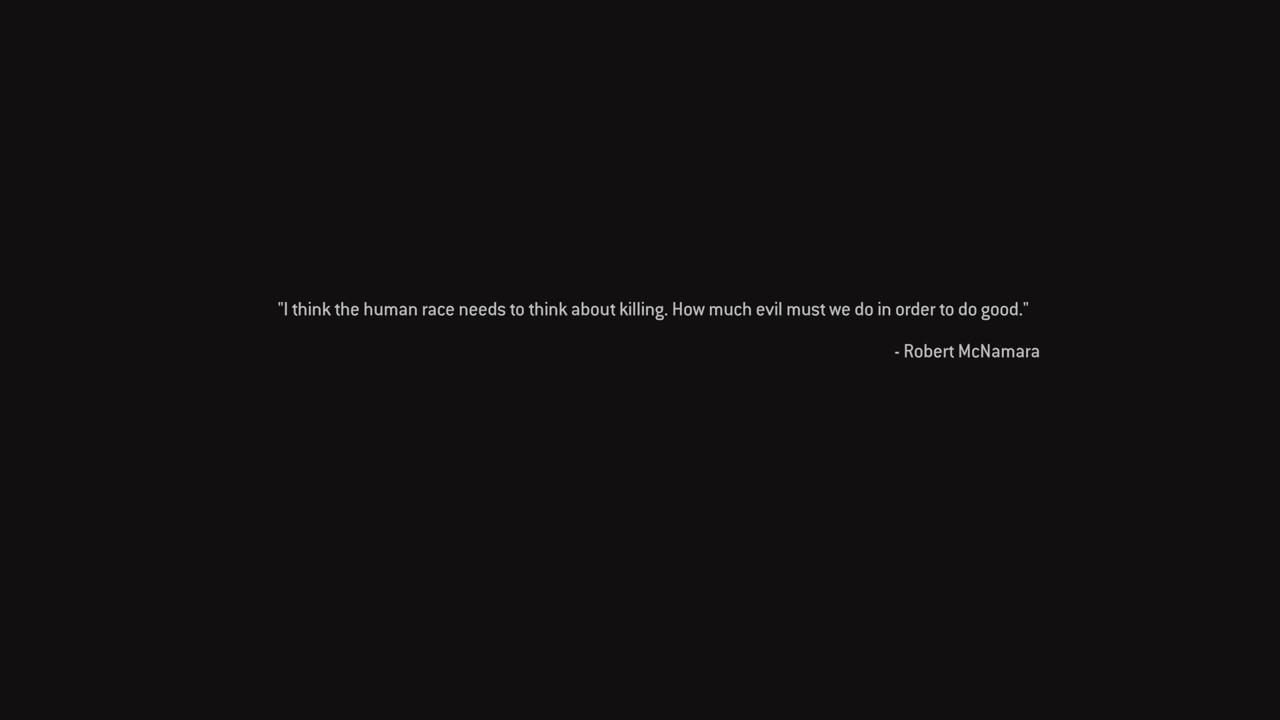 "I think the human race needs to think about killing. How much evil must we do in order to do good."
- Robert McNamara